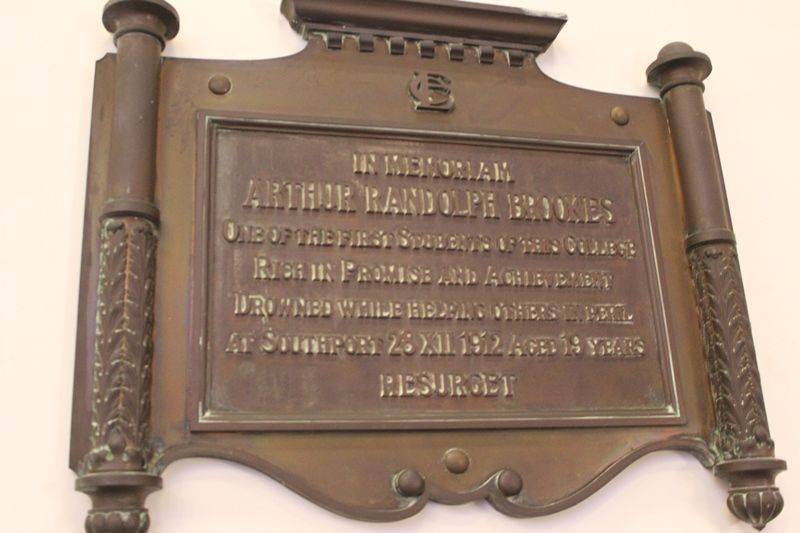 IN MEMORIAM
ARTHUR RANDOLPH BROOKES
ONE OF THE FIRST STUDENTS OF THIS COLLEGE
RICH IN PROMISE AND ACHIEVEMENT
DROWNED WHILE HELPING OTHERS IN PERIL
AT SOUTHPORT 28 XII 1912 AGED 19 YEARS
RESURGET